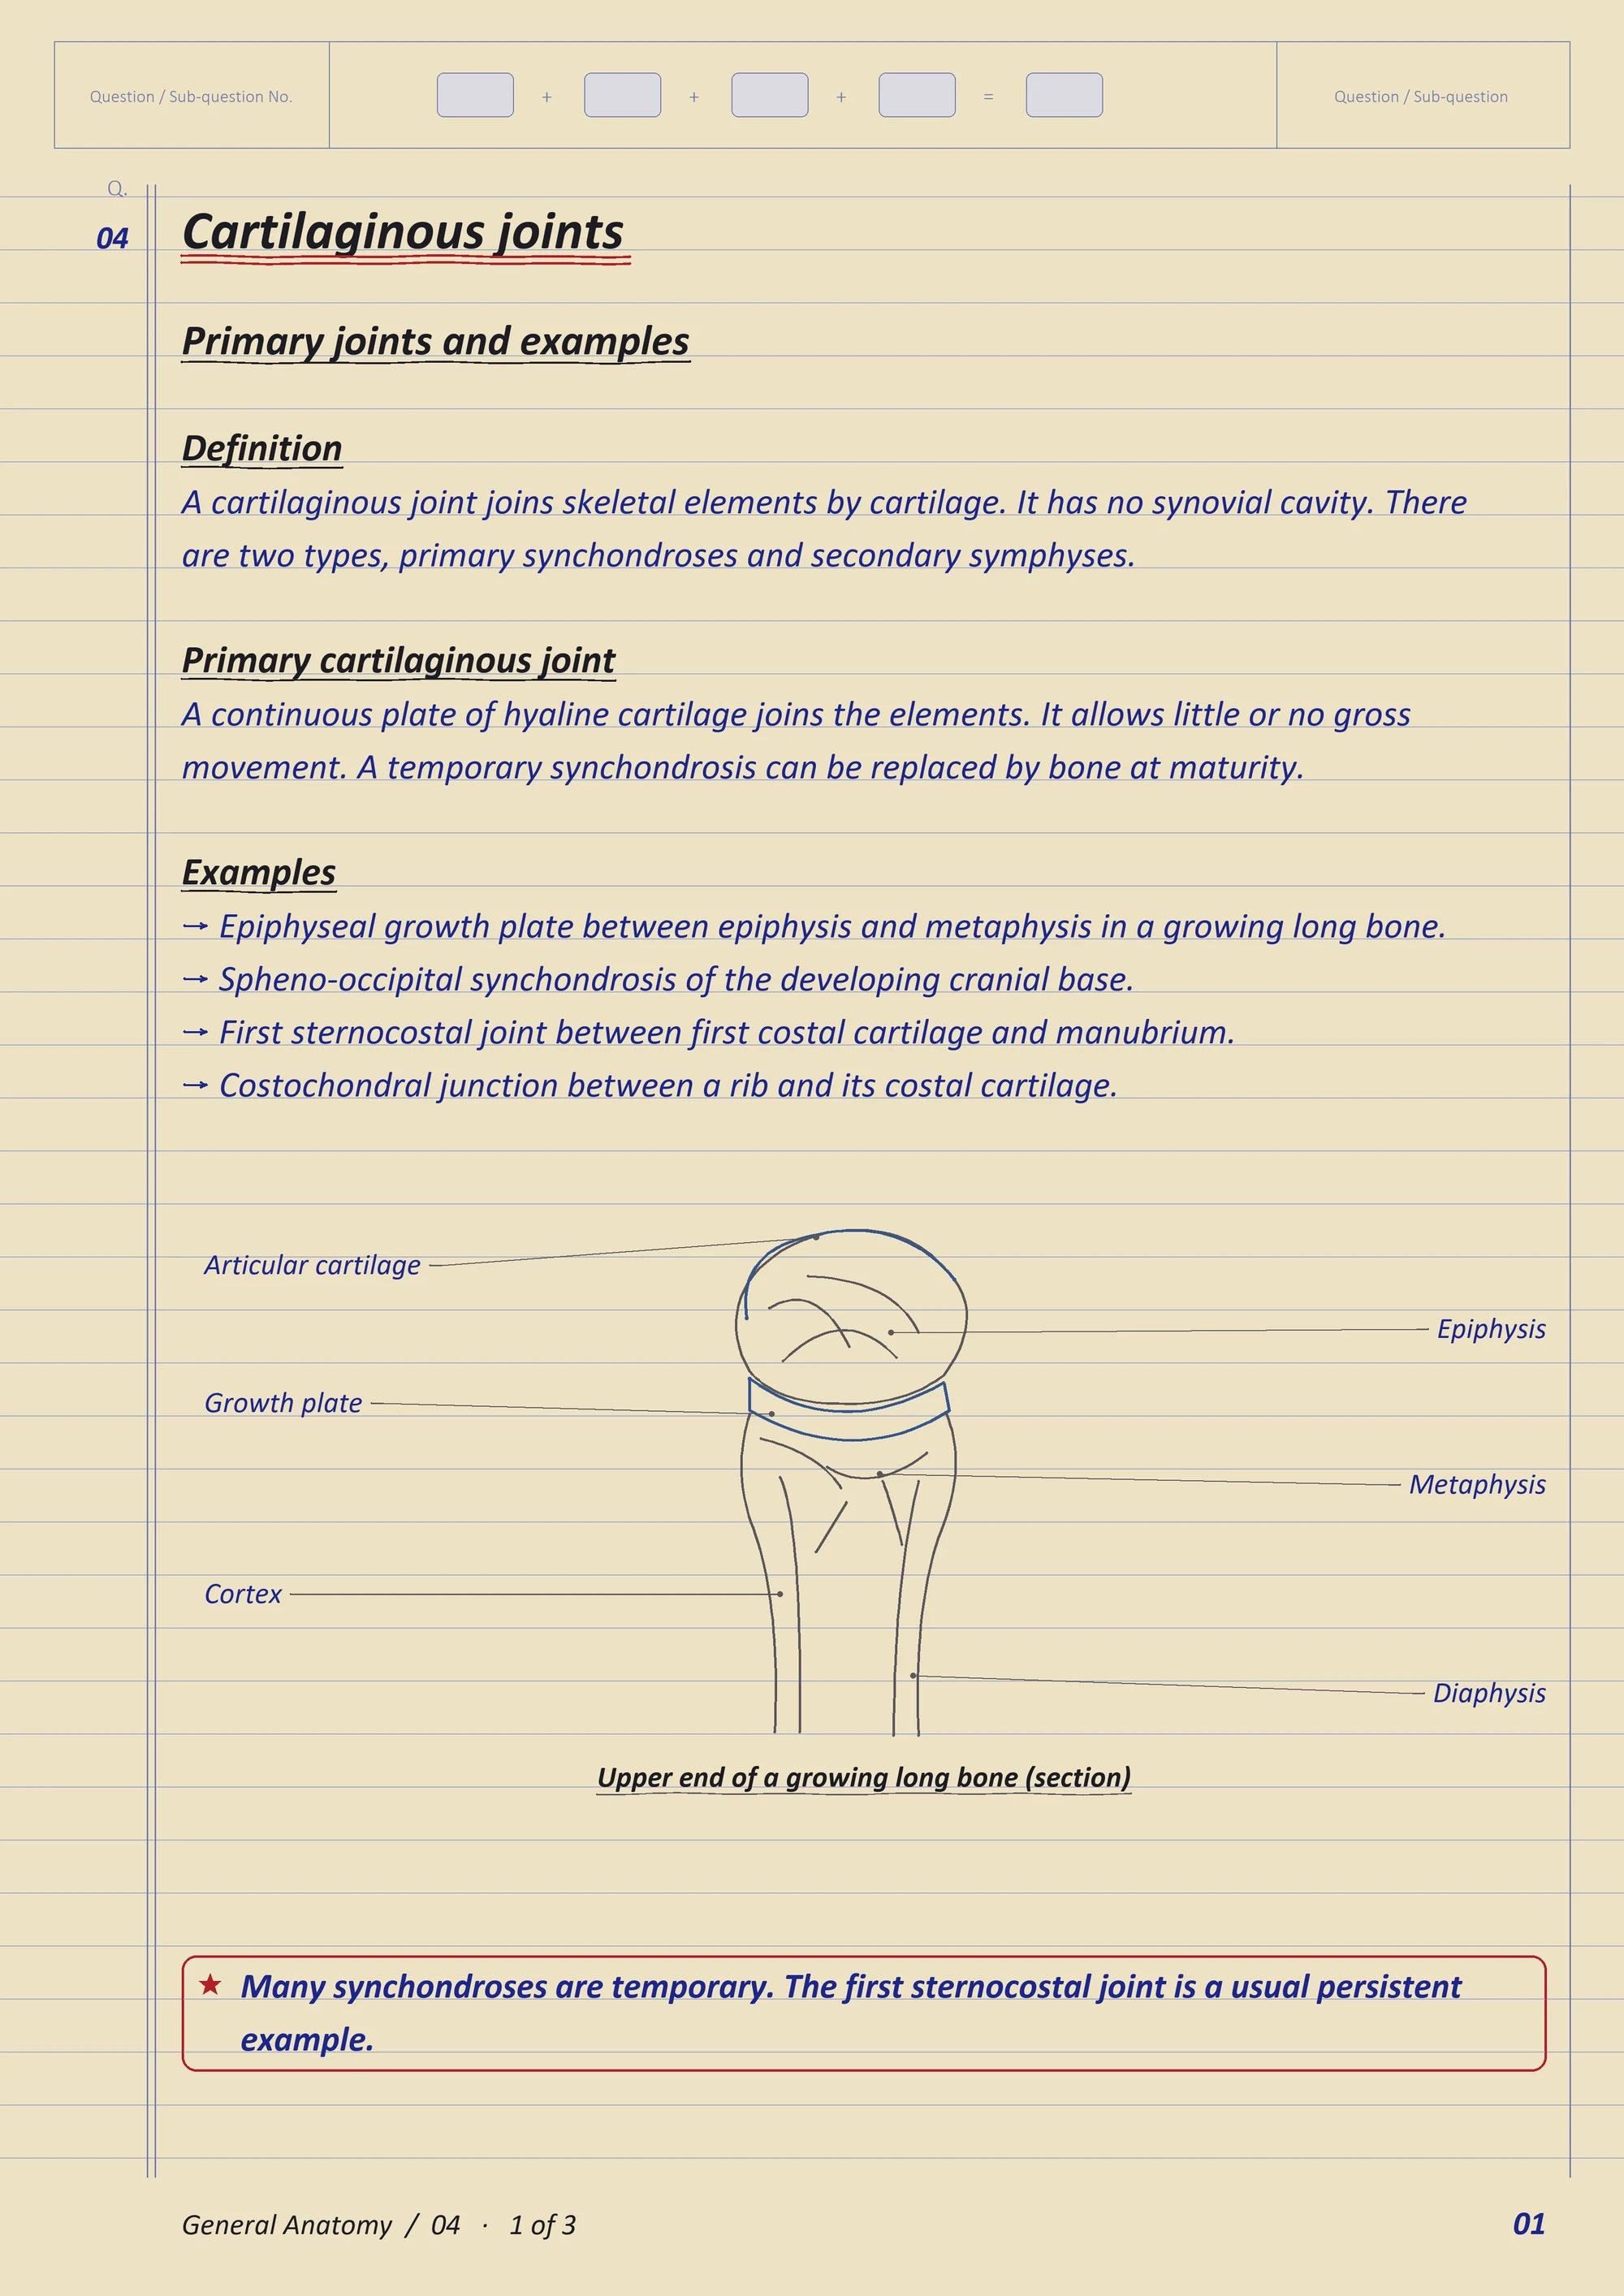 Question / Sub-question No.
+ + + =
Question / Sub-question
Q.
04
Cartilaginous joints
Primary joints and examples
Definition
A cartilaginous joint joins skeletal elements by cartilage. It has no synovial cavity. There
are two types, primary synchondroses and secondary symphyses.
Primary cartilaginous joint
A continuous plate of hyaline cartilage joins the elements. It allows little or no gross
movement. A temporary synchondrosis can be replaced by bone at maturity.
Examples
→ Epiphyseal growth plate between epiphysis and metaphysis in a growing long bone.
→ Spheno-occipital synchondrosis of the developing cranial base.
→ First sternocostal joint between first costal cartilage and manubrium.
→ Costochondral junction between a rib and its costal cartilage.
Articular cartilage
Epiphysis
Growth plate
Metaphysis
Cortex
Diaphysis
Upper end of a growing long bone (section)
★ Many synchondroses are temporary. The first sternocostal joint is a usual persistent
example.
General Anatomy / 04 · 1 of 3
01